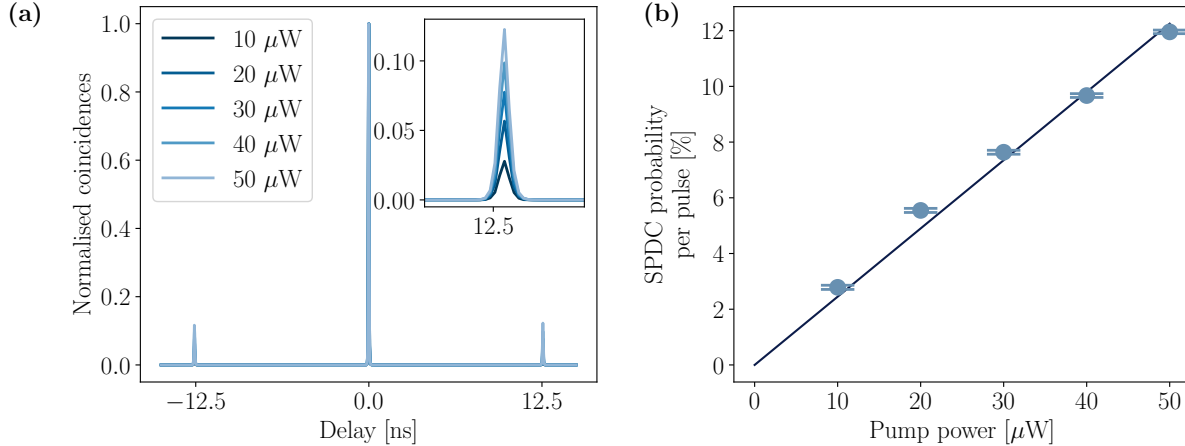 (a)
Normalised coincidences
1.0
0.8
0.6
0.4
0.2
0.0
10 μW
20 μW
30 μW
40 μW
50 μW
0.10
0.05
0.00
12.5
−12.5
0.0
12.5
Delay [ns]
(b)
SPDC probability
per pulse [%]
12
10
8
6
4
2
0
0
10
20
30
40
50
Pump power [μW]